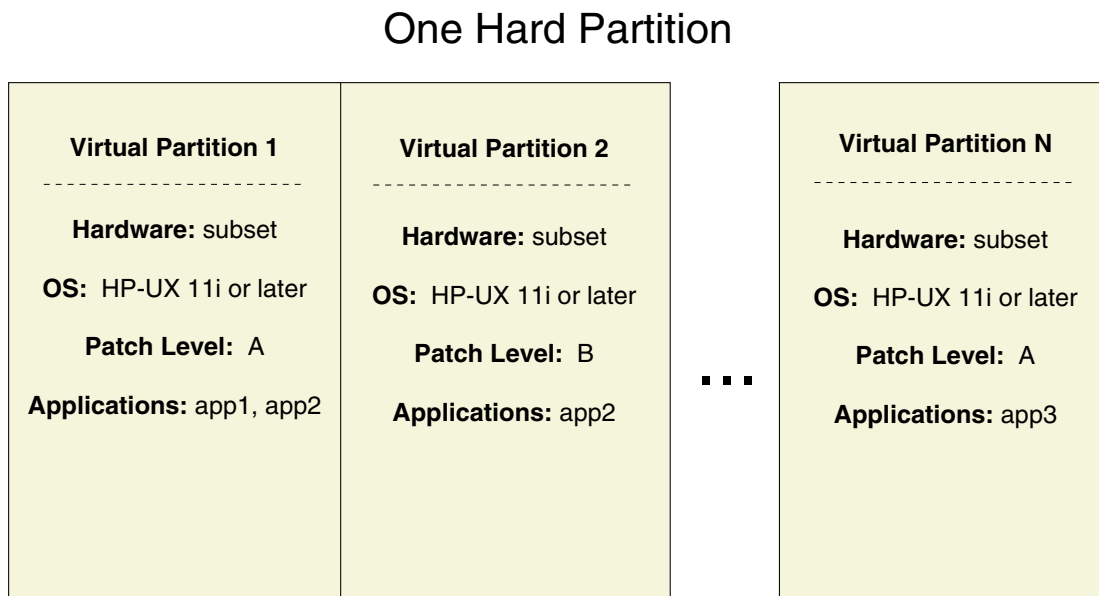 One Hard Partition
Virtual Partition 1
Hardware: subset
OS: HP-UX 11i or later
Patch Level: A
Applications: app1, app2
Virtual Partition 2
Hardware: subset
OS: HP-UX 11i or later
Patch Level: B
Applications: app2
...
Virtual Partition N
Hardware: subset
OS: HP-UX 11i or later
Patch Level: A
Applications: app3